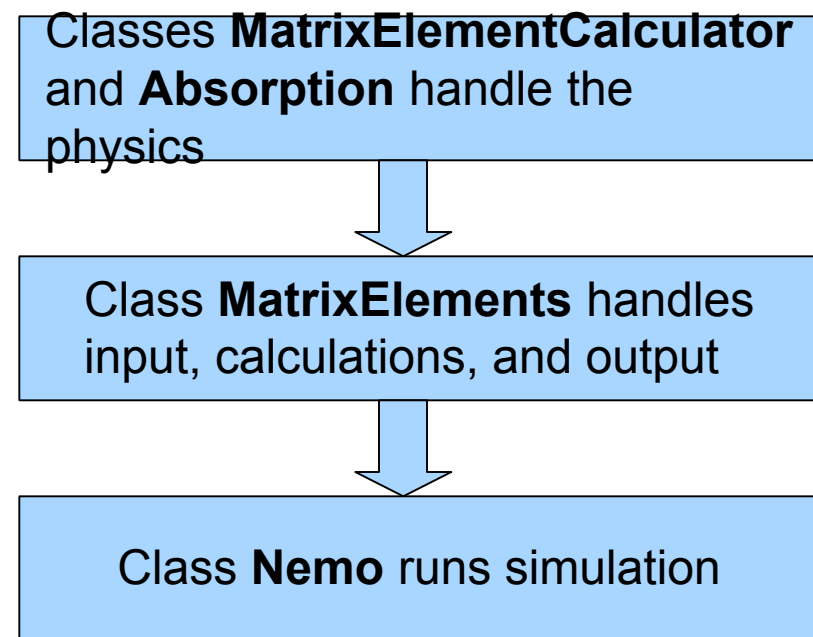 Classes MatrixElementCalculator
and Absorption handle the
physics
Class MatrixElements handles
input, calculations, and output
Class Nemo runs simulation